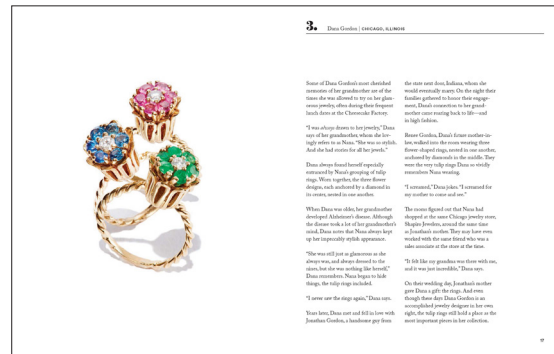 3.
Dana Gordon | CHICAGO, ILLINOIS
Some of Dana Gordon's most cherished
memories of her grandmother are of the
times she was allowed to try on her glam-
orous jewelry, often during their frequent
lunch dates at the Cheesecake Factory.
"I was always drawn to her jewelry," Dana
says of her grandmother, whom she lov-
ingly refers to as Nana. "She was so stylish.
And she had stories for all her jewels."
Dana always found herself especially
entranced by Nana's grouping of tulip
rings. Worn together, the three flower
designs, each anchored by a diamond in
its center, nested in one another.
When Dana was older, her grandmother
developed Alzheimer's disease. Although
the disease took a lot of her grandmother's
mind, Dana notes that Nana always kept
up her impeccably stylish appearance.
"She was still just as glamorous as she
always was, and always dressed to the
nines, but she was nothing like herself,"
Dana remembers. Nana began to hide
things, the tulip rings included.
"I never saw the rings again," Dana says.
Years later, Dana met and fell in love with
Jonathan Gordon, a handsome guy from
the state next door, Indiana, whom she
would eventually marry. On the night their
families gathered to honor their engage-
ment, Dana's connection to her grand-
mother came roaring back to life—and
in high fashion.
Renee Gordon, Dana's future mother-in-
law, walked into the room wearing three
flower-shaped rings, nested in one another,
anchored by diamonds in the middle. They
were the very tulip rings Dana so vividly
remembers Nana wearing.
"I screamed," Dana jokes. "I screamed for
my mother to come and see."
The moms figured out that Nana had
shopped at the same Chicago jewelry store,
Shapire Jewelers, around the same time
as Jonathan's mother. They may have even
worked with the same friend who was a
sales associate at the store at the time.
"It felt like my grandma was there with me,
and it was just incredible," Dana says.
On their wedding day, Jonathan's mother
gave Dana a gift: the rings. And even
though these days Dana Gordon is an
accomplished jewelry designer in her own
right, the tulip rings still hold a place as the
most important pieces in her collection.
17